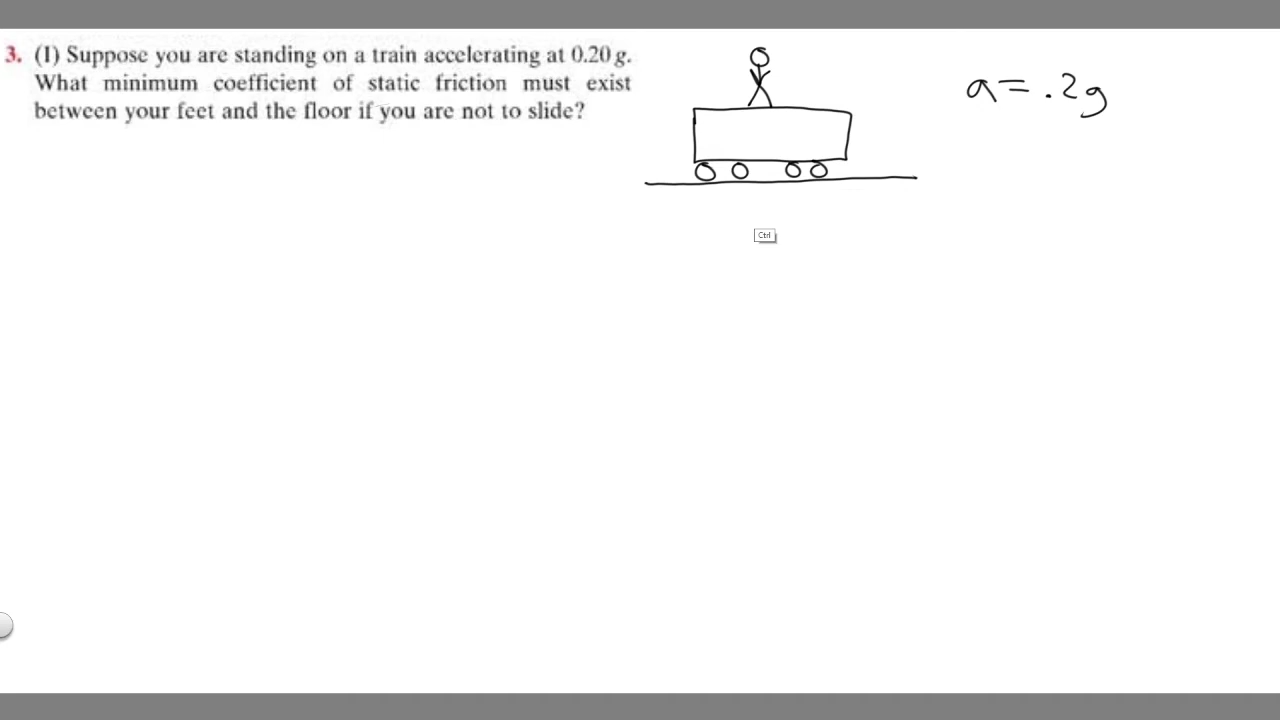 3. (I) Suppose you are standing on a train accelerating at 0.20 g.
What minimum coefficient of static friction must exist
between your feet and the floor if you are not to slide?
a = .2g
Ctrl